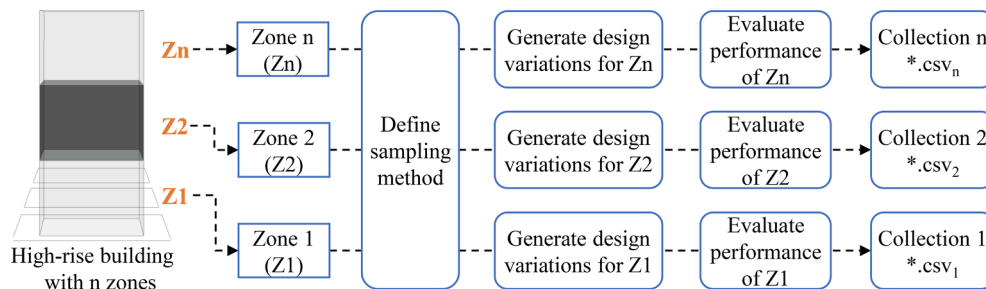 Zn
Zone n
(Zn)
Generate design
variations for Zn
Evaluate
performance
of Zn
Collection n
*.csvₙ
Z2
Zone 2
(Z2)
Define
sampling
method
Generate design
variations for Z2
Evaluate
performance
of Z2
Collection 2
*.csv₂
Z1
Zone 1
(Z1)
Generate design
variations for Z1
Evaluate
performance
of Z1
Collection 1
*.csv₁
High-rise building
with n zones